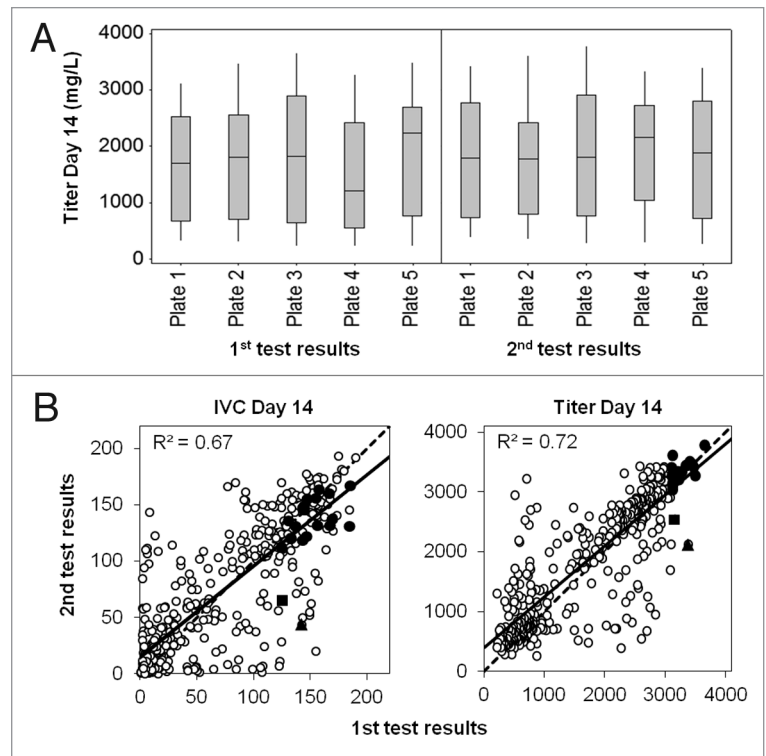 A
Titer Day 14 (mg/L)
4000
3000
2000
1000
0
Plate 1
Plate 2
Plate 3
Plate 4
Plate 5
Plate 1
Plate 2
Plate 3
Plate 4
Plate 5
1st test results
2nd test results
B
IVC Day 14
R² = 0.67
2nd test results
200
150
100
50
0
0 50 100 150 200
Titer Day 14
R² = 0.72
4000
3000
2000
1000
0
0 1000 2000 3000 4000
1st test results